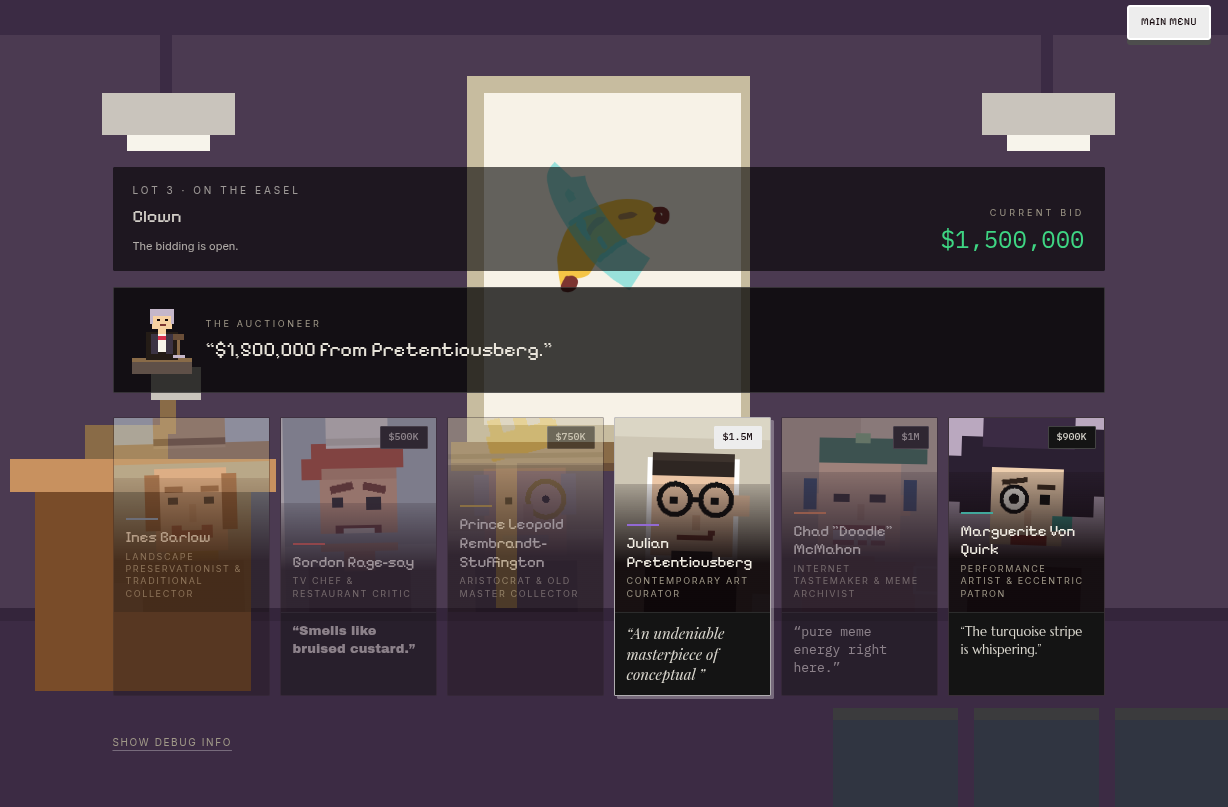 MAIN MENU
LOT 3 · ON THE EASEL
Clown
The bidding is open.
CURRENT BID
$1,500,000
THE AUCTIONEER
“$1,800,000 from Pretentiousberg.”
Ines Barlow
LANDSCAPE
PRESERVATIONIST &
TRADITIONAL
COLLECTOR
$500K
Gordon Rage-say
TV CHEF &
RESTAURANT CRITIC
“Smells like
bruised custard.”
$750K
Prince Leopold
Rembrandt-
Stuffington
ARISTOCRAT & OLD
MASTER COLLECTOR
$1.5M
Julian
Pretentiousberg
CONTEMPORARY ART
CURATOR
“An undeniable
masterpiece of
conceptual ”
$1M
Chad "Doodle"
McMahon
INTERNET
TASTEMAKER & MEME
ARCHIVIST
“pure meme
energy right
here.”
$900K
Marguerite Von
Quirk
PERFORMANCE
ARTIST & ECCENTRIC
PATRON
“The turquoise stripe
is whispering.”
SHOW DEBUG INFO